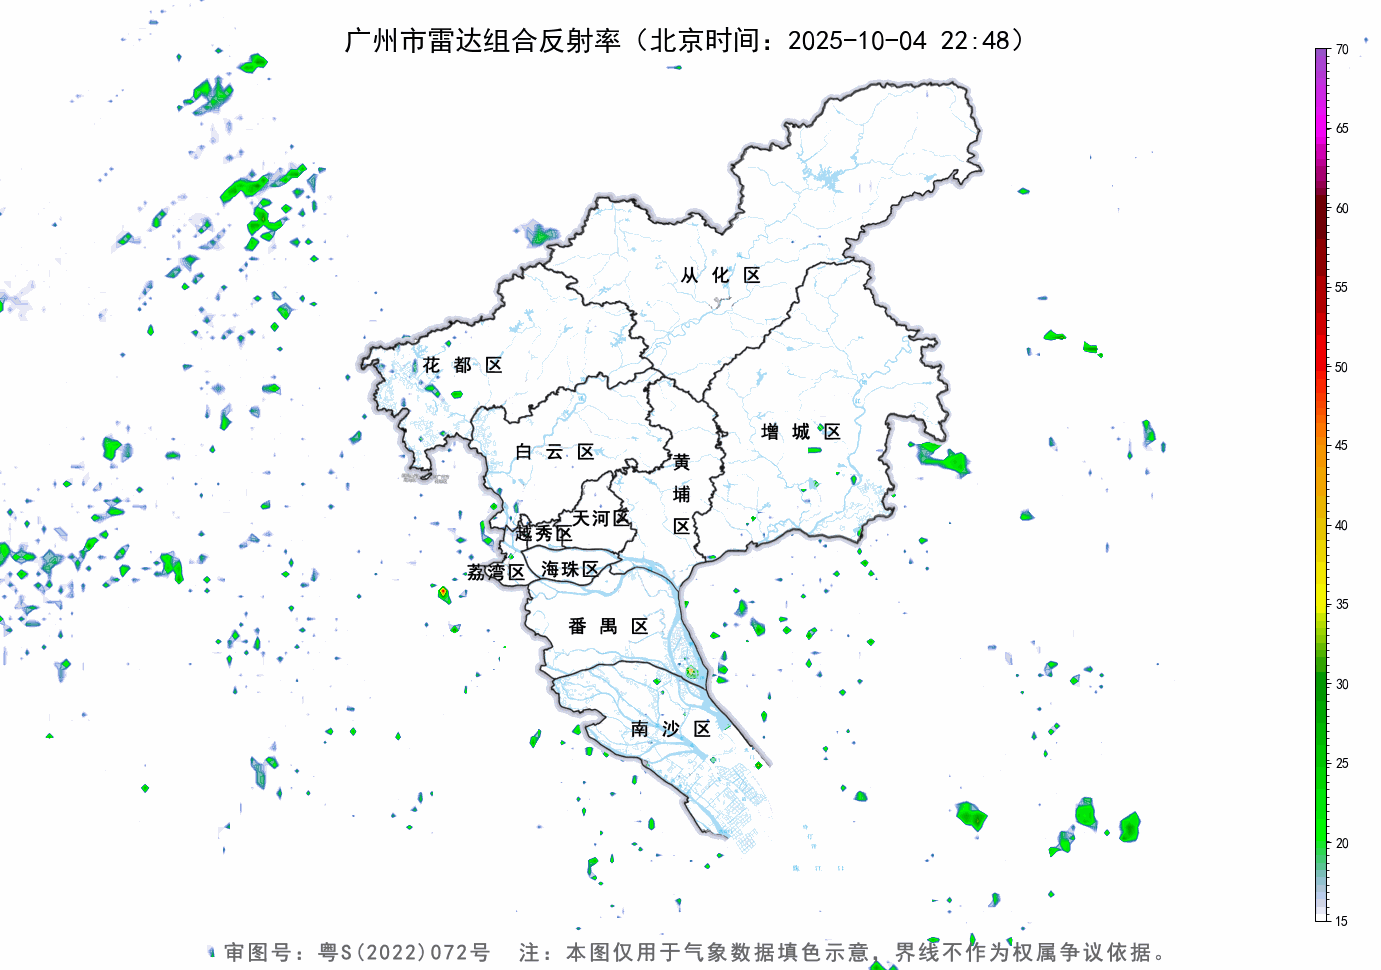 广州市雷达组合反射率（北京时间：2025-10-04 22:48）
70
65
60
55
50
45
40
35
30
25
20
15
从化区
花都区
增城区
白云区
黄埔区
天河区
越秀区
荔湾区
海珠区
番禺区
南沙区
审图号：粤S(2022)072号 注：本图仅用于气象数据填色示意，界线不作为权属争议依据。